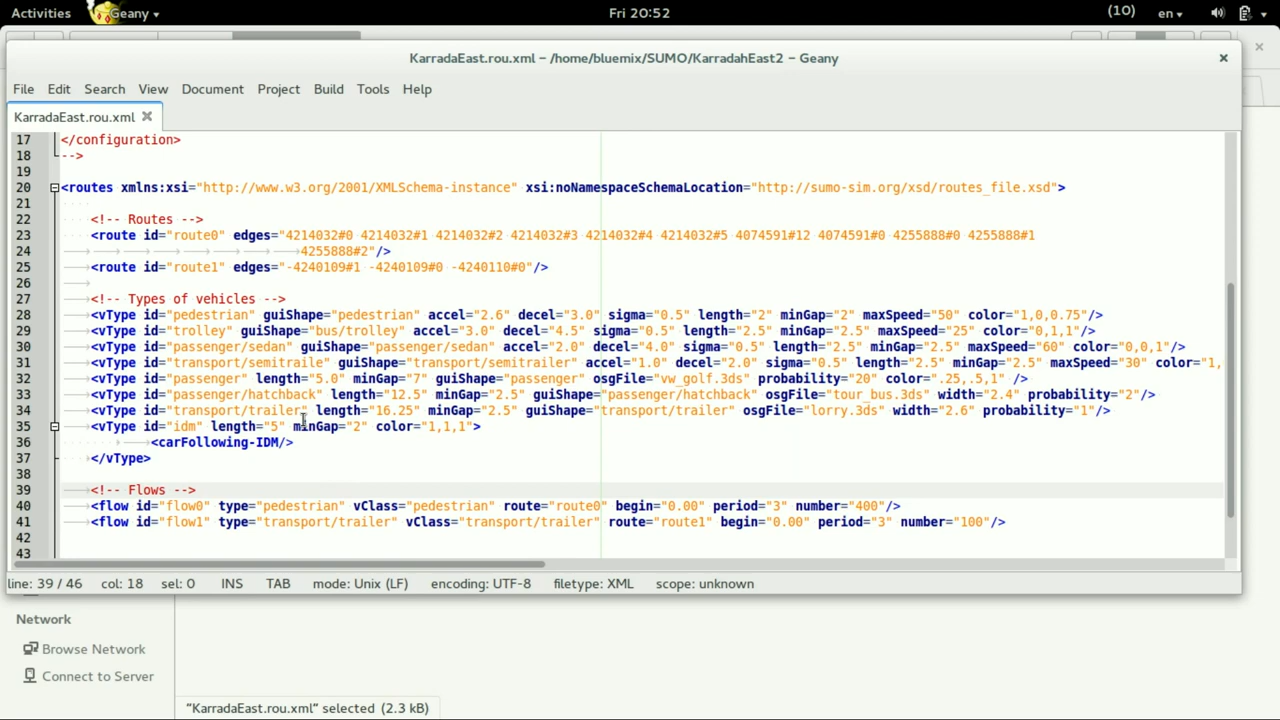 Activities Geany Fri 20:52 (10) en
KarradaEast.rou.xml – /home/bluemix/SUMO/KarradahEast2 – Geany
File Edit Search View Document Project Build Tools Help
KarradaEast.rou.xml
17 </configuration>
18 -->
19
20 <routes xmlns:xsi="http://www.w3.org/2001/XMLSchema-instance" xsi:noNamespaceSchemaLocation="http://sumo-sim.org/xsd/routes_file.xsd">
21
22 <!-- Routes -->
23 <route id="route0" edges="4214032#0 4214032#1 4214032#2 4214032#3 4214032#4 4214032#5 4074591#12 4074591#0 4255888#0 4255888#1
24 4255888#2"/>
25 <route id="route1" edges="-4240109#1 -4240109#0 -4240110#0"/>
26
27 <!-- Types of vehicles -->
28 <vType id="pedestrian" guiShape="pedestrian" accel="2.6" decel="3.0" sigma="0.5" length="2" minGap="2" maxSpeed="50" color="1,0,0.75"/>
29 <vType id="trolley" guiShape="bus/trolley" accel="3.0" decel="4.5" sigma="0.5" length="2.5" minGap="2.5" maxSpeed="25" color="0,1,1"/>
30 <vType id="passenger/sedan" guiShape="passenger/sedan" accel="2.0" decel="4.0" sigma="0.5" length="2.5" minGap="2.5" maxSpeed="60" color="0,0,1"/>
31 <vType id="transport/semitraile" guiShape="transport/semitrailer" accel="1.0" decel="2.0" sigma="0.5" length="2.5" minGap="2.5" maxSpeed="30" color="1,
32 <vType id="passenger" length="5.0" minGap="7" guiShape="passenger" osgFile="vw_golf.3ds" probability="20" color=".25,.5,1" />
33 <vType id="passenger/hatchback" length="12.5" minGap="2.5" guiShape="passenger/hatchback" osgFile="tour_bus.3ds" width="2.4" probability="2"/>
34 <vType id="transport/trailer" length="16.25" minGap="2.5" guiShape="transport/trailer" osgFile="lorry.3ds" width="2.6" probability="1"/>
35 <vType id="idm" length="5" minGap="2" color="1,1,1">
36 <carFollowing-IDM/>
37 </vType>
38
39 <!-- Flows -->
40 <flow id="flow0" type="pedestrian" vClass="pedestrian" route="route0" begin="0.00" period="3" number="400"/>
41 <flow id="flow1" type="transport/trailer" vClass="transport/trailer" route="route1" begin="0.00" period="3" number="100"/>
42
43
line: 39 / 46 col: 18 sel: 0 INS TAB mode: Unix (LF) encoding: UTF-8 filetype: XML scope: unknown
Network
Browse Network
Connect to Server
"KarradaEast.rou.xml" selected (2.3 kB)